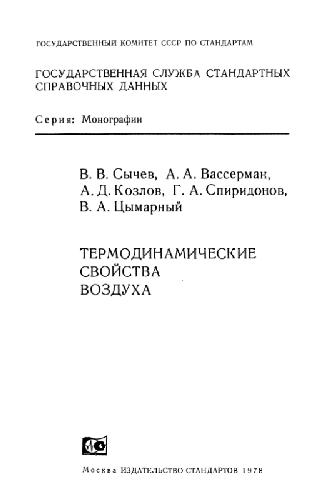 ГОСУДАРСТВЕННЫЙ КОМИТЕТ СССР ПО СТАНДАРТАМ
ГОСУДАРСТВЕННАЯ СЛУЖБА СТАНДАРТНЫХ
СПРАВОЧНЫХ ДАННЫХ
Серия: Монографии
В. В. Сычев, А. А. Вассерман,
А. Д. Козлов, Г. А. Спиридонов,
В. А. Цымарный
ТЕРМОДИНАМИЧЕСКИЕ
СВОЙСТВА
ВОЗДУХА
Москва ИЗДАТЕЛЬСТВО СТАНДАРТОВ 1978